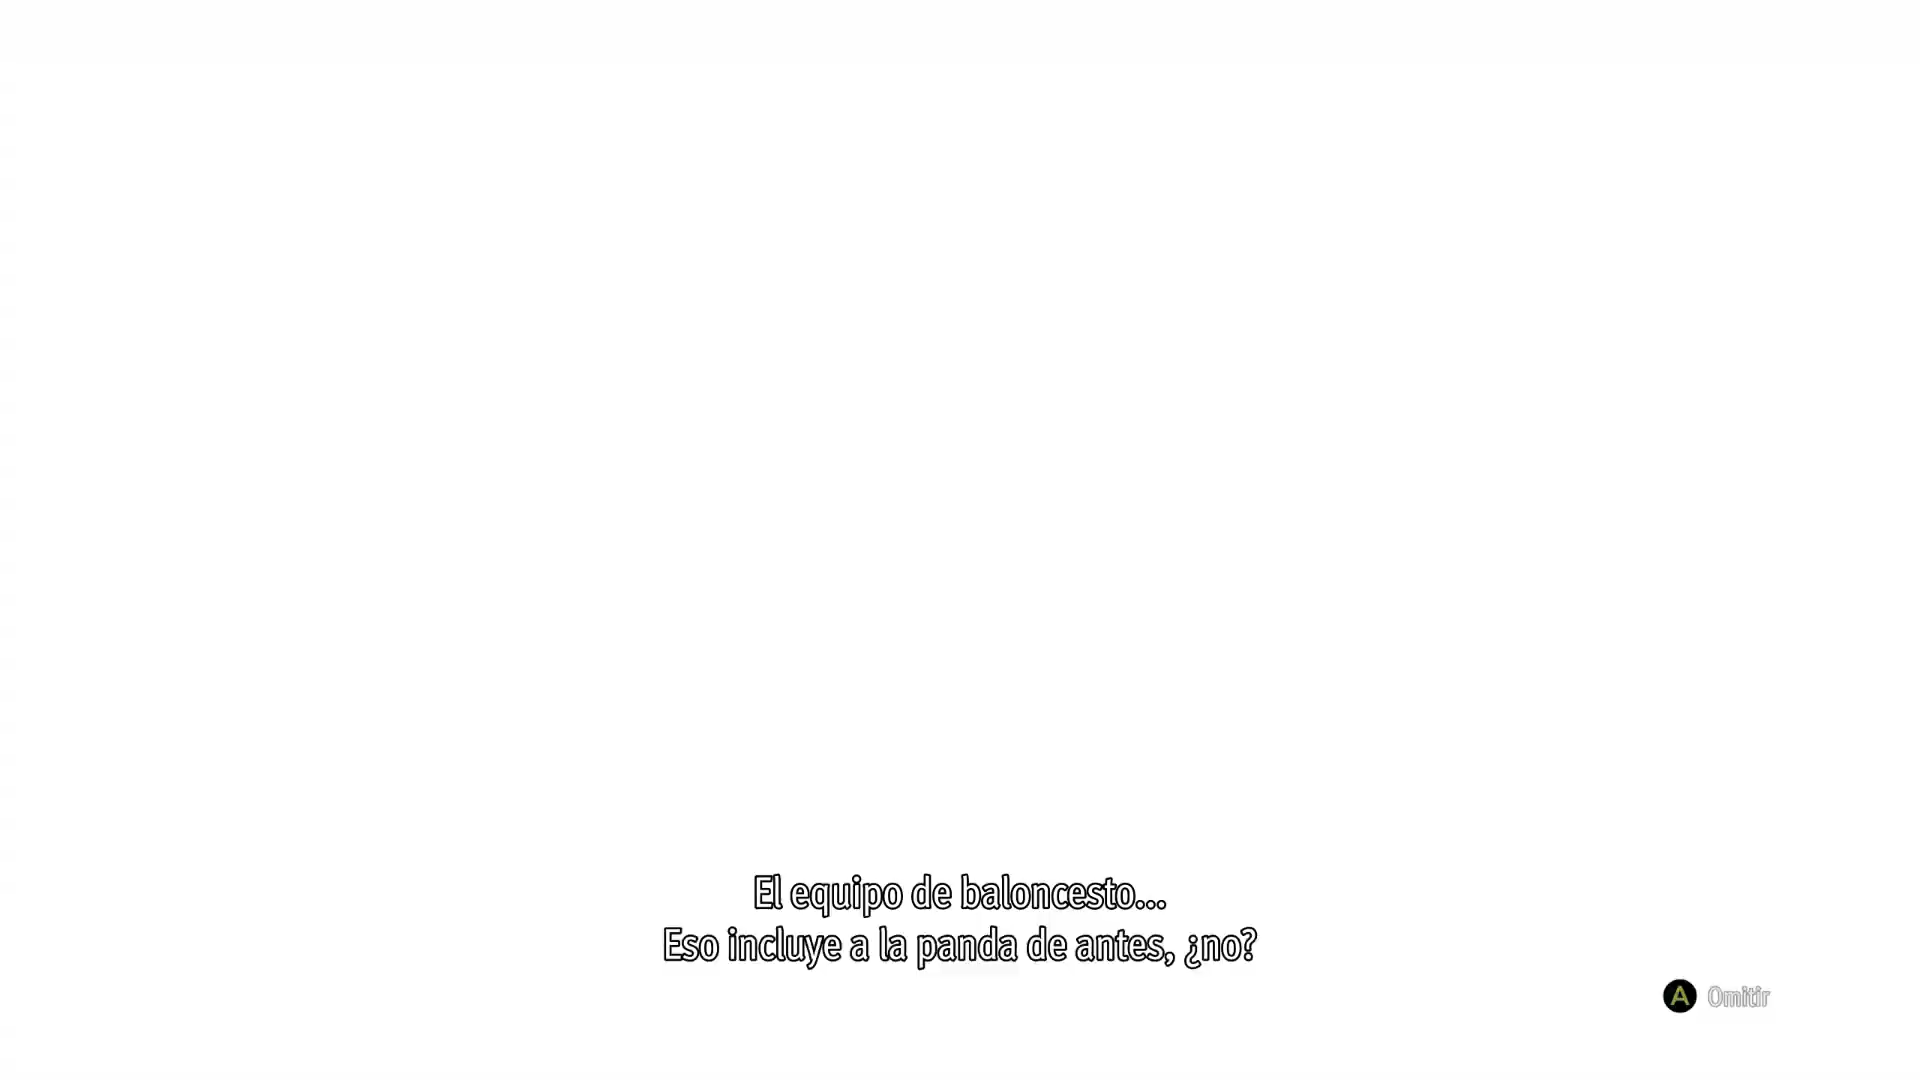 El equipo de baloncesto...
Eso incluye a la panda de antes, ¿no?
A Omitir